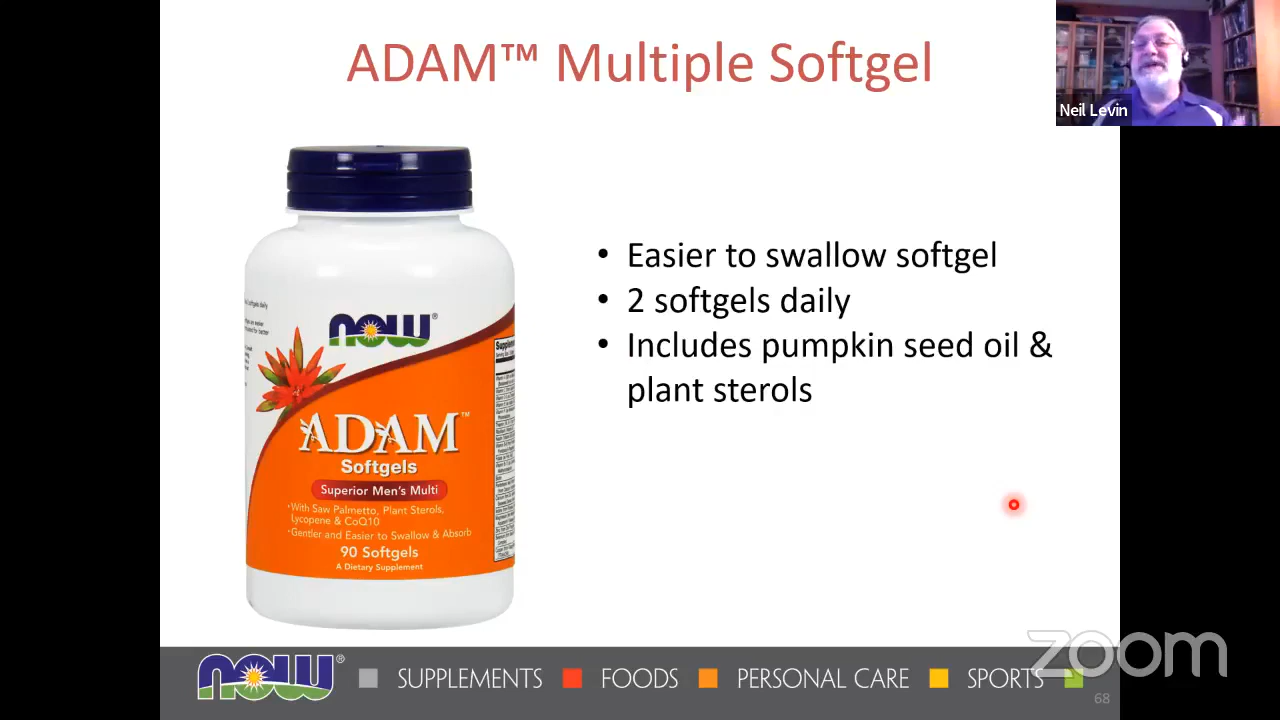 ADAM™ Multiple Softgel
Neil Levin
• Easier to swallow softgel
• 2 softgels daily
• Includes pumpkin seed oil &
plant sterols
NOW®
ADAM™
Softgels
Superior Men's Multi
•With Saw Palmetto, Plant Sterols,
Lycopene & CoQ10
•Gentler and Easier to Swallow & Absorb
90 Softgels
A Dietary Supplement
NOW® SUPPLEMENTS FOODS PERSONAL CARE SPORTS
zoom
68